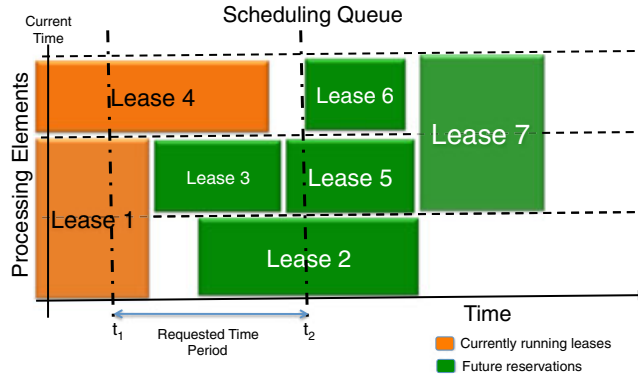 Scheduling Queue
Current
Time
Processing Elements
Lease 4
Lease 6
Lease 7
Lease 3
Lease 5
Lease 1
Lease 2
Time
t1
Requested Time
Period
t2
Currently running leases
Future reservations